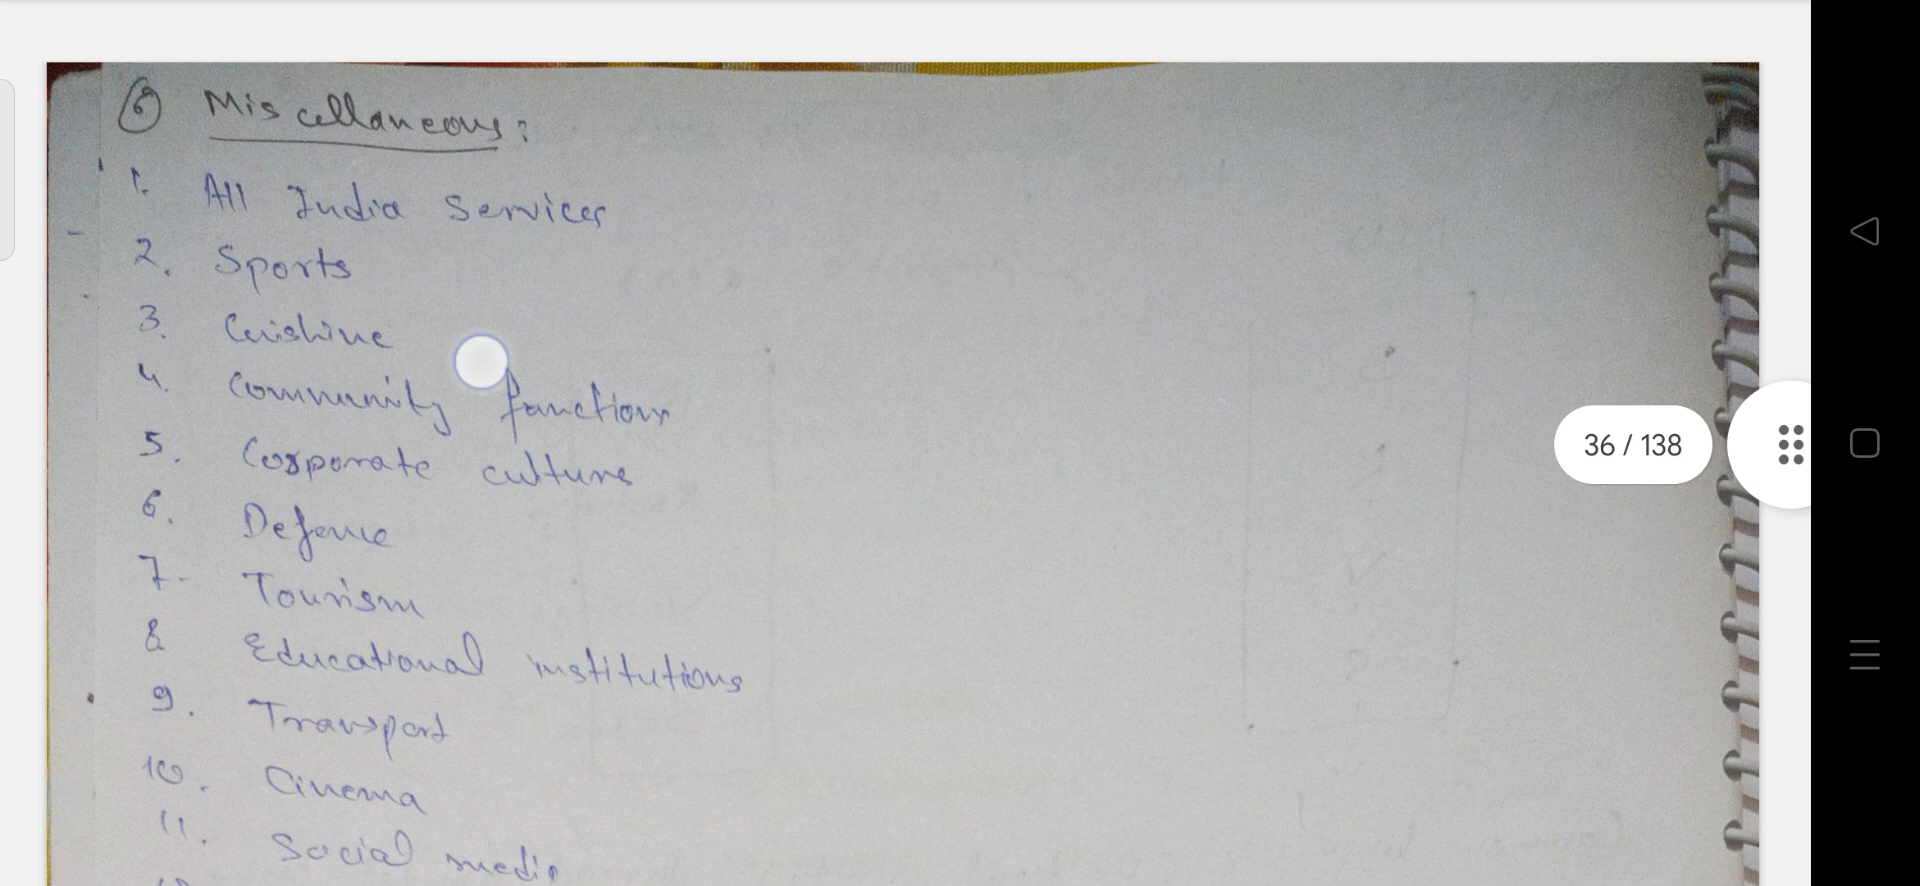 6 Miscellaneous:
1. All India Services
2. Sports
3. Cuishine
4. Community functions
5. Corporate culture
6. Defence
7. Tourism
8 Educational institutions
9. Transport
10. Cinema
11. Social media
36 / 138